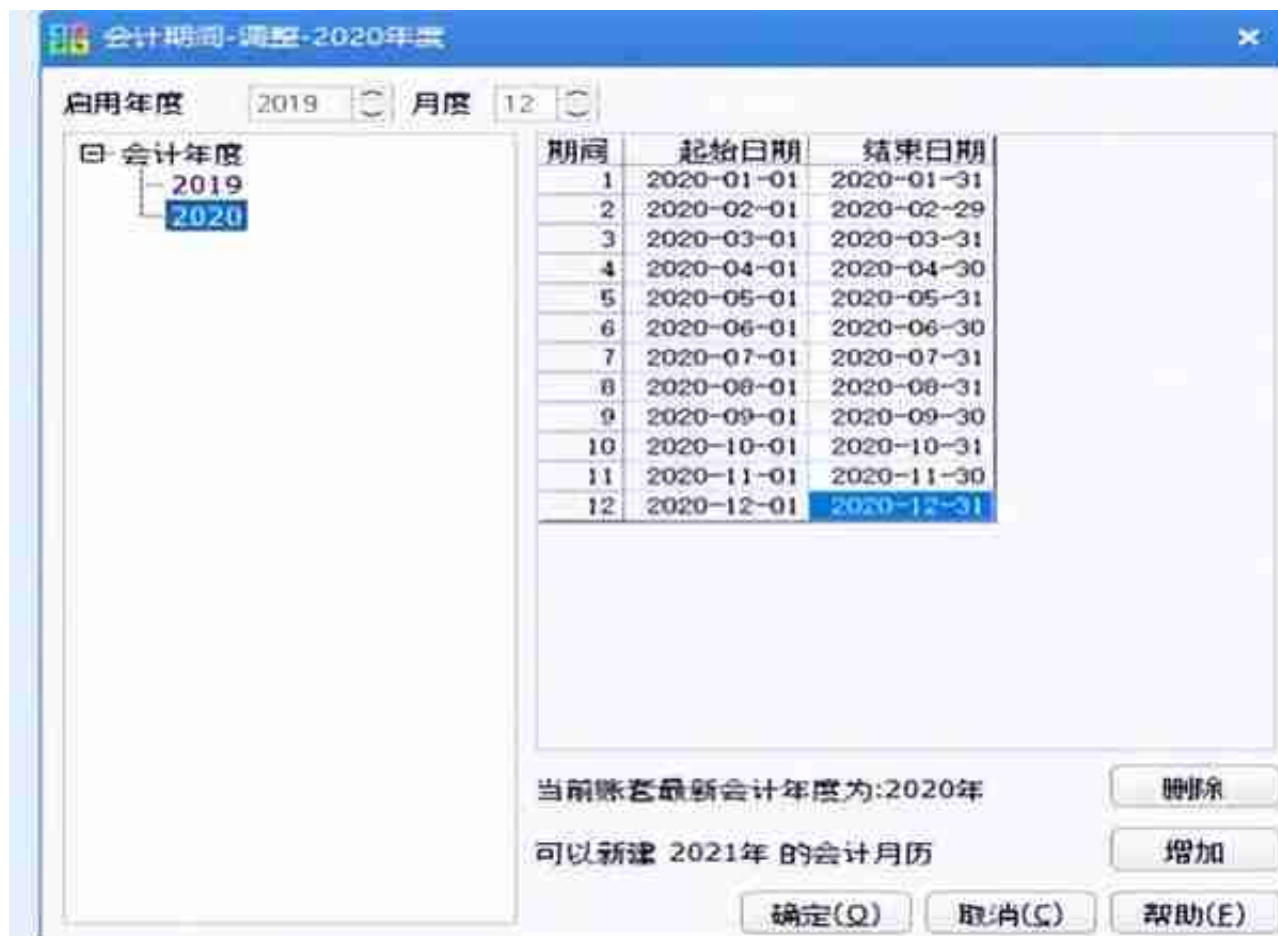 会计期间-调整-2020年度
启用年度 2019 月度 12
会计年度
2019
2020
期间 起始日期 结束日期
1 2020-01-01 2020-01-31
2 2020-02-01 2020-02-29
3 2020-03-01 2020-03-31
4 2020-04-01 2020-04-30
5 2020-05-01 2020-05-31
6 2020-06-01 2020-06-30
7 2020-07-01 2020-07-31
8 2020-08-01 2020-08-31
9 2020-09-01 2020-09-30
10 2020-10-01 2020-10-31
11 2020-11-01 2020-11-30
12 2020-12-01 2020-12-31
当前账套最新会计年度为:2020年 删除
可以新建 2021年 的会计月历 增加
确定(O) 取消(C) 帮助(E)